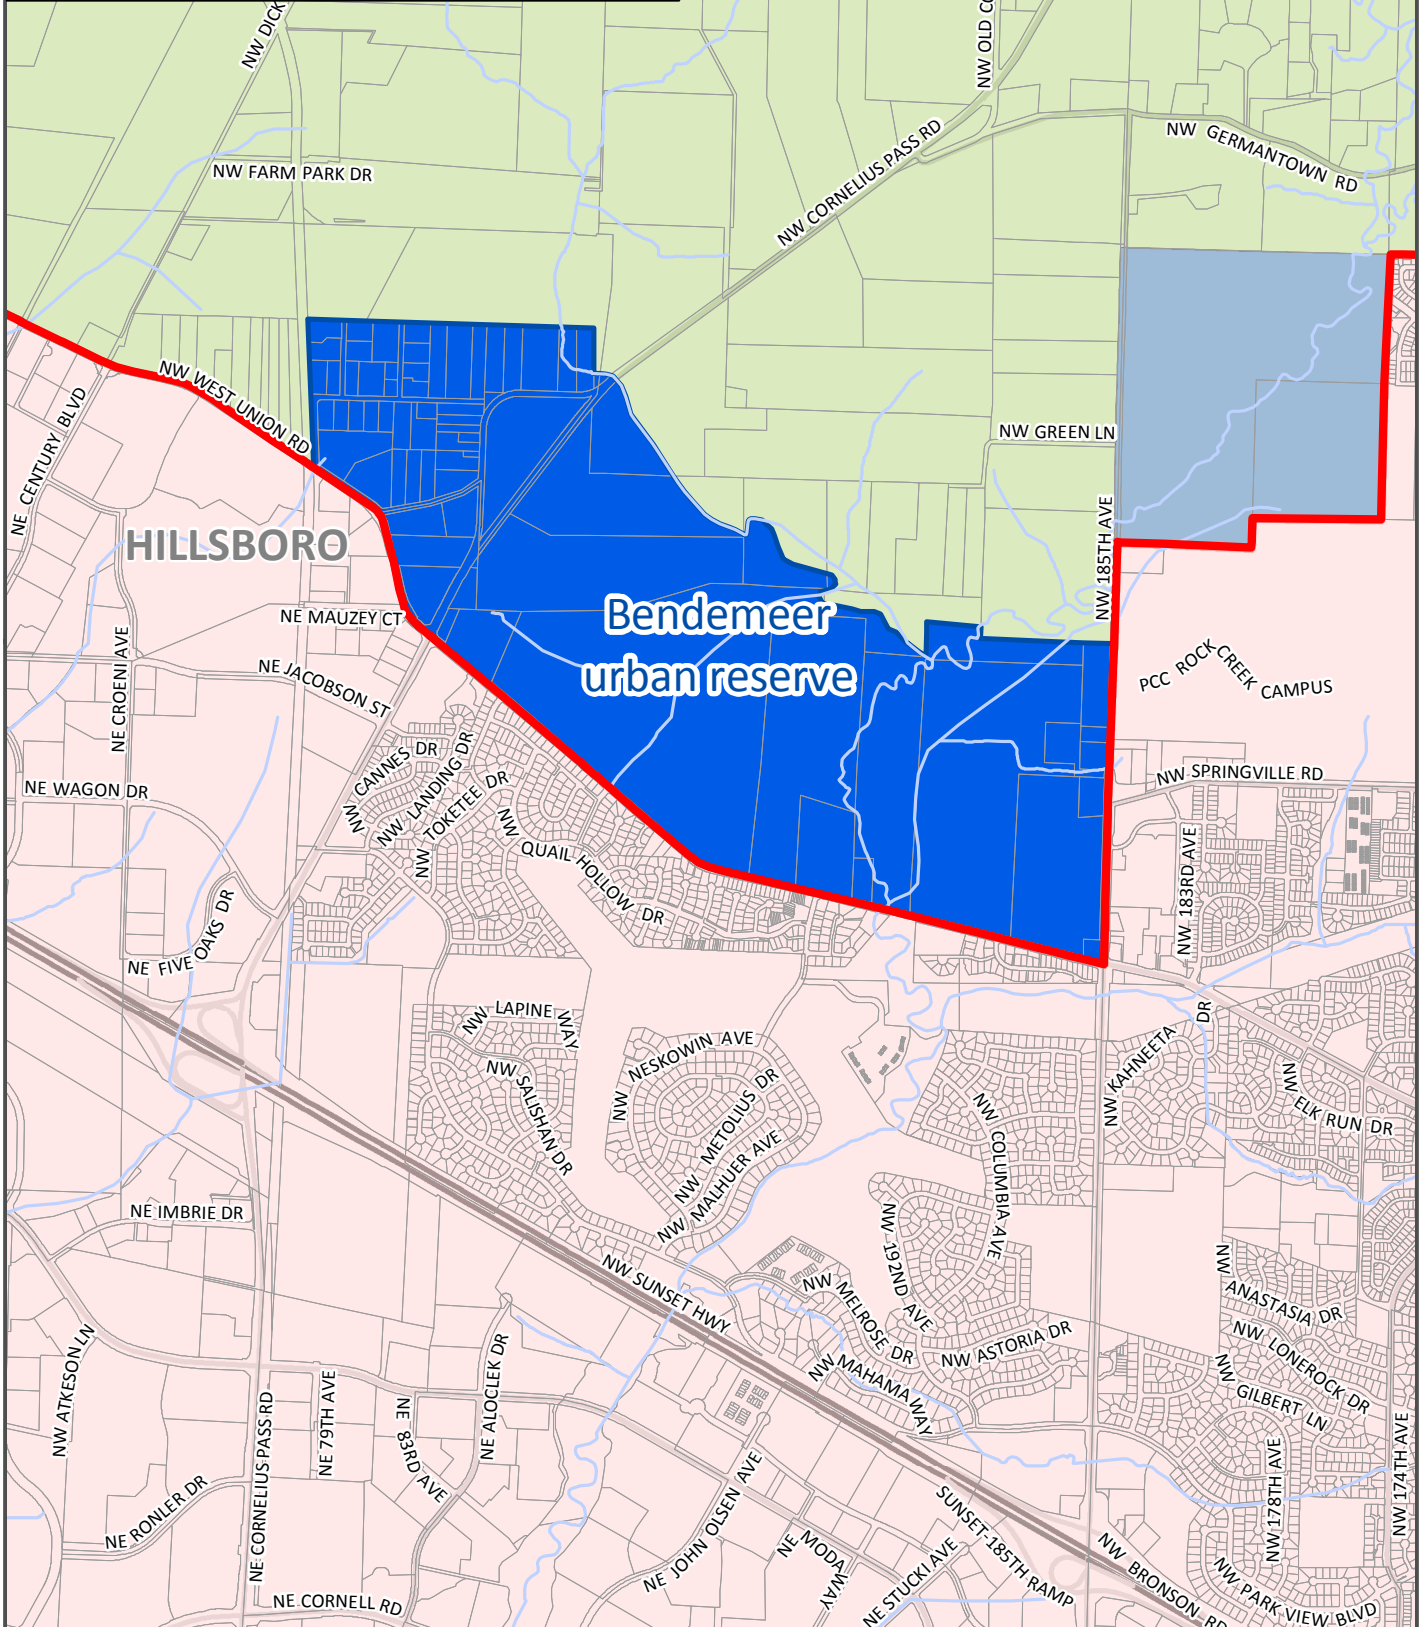 NW DICK
NW OLD CO
NW CORNELIUS PASS RD
NW GERMANTOWN RD
NW FARM PARK DR
NW WEST UNION RD
NE CENTURY BLVD
NW GREEN LN
NW 185TH AVE
HILLSBORO
NE MAUZEY CT
Bendemeer
urban reserve
NE CROENI AVE
NE JACOBSON ST
PCC ROCK CREEK CAMPUS
NE WAGON DR
NW CANNES DR
NW LANDING DR
NW TOKETEE DR
NW SPRINGVILLE RD
NW QUAIL HOLLOW DR
NW 183RD AVE
NE FIVE OAKS DR
NW LAPINE WAY
NW NESKOWIN AVE
NW SALISHAN DR
NW METOLIUS DR
NW MALHUER AVE
NW COLUMBIA AVE
NW KAHNEETA DR
NW ELK RUN DR
NE IMBRIE DR
NW 192ND AVE
NW SUNSET HWY
NW MELROSE DR
NW ASTORIA DR
NW MAHAMA WAY
NW ANASTASIA DR
NW LONEROCK DR
NW GILBERT LN
NW ATKESON LN
NE CORNELIUS PASS RD
NE 79TH AVE
NE 83RD AVE
NE ALOCLEK DR
NE RONLER DR
NE JOHN OLSEN AVE
NE MODA WAY
NE STUCKI AVE
SUNSET-185TH RAMP
NW 178TH AVE
NW 174TH AVE
NW BRONSON RD
NW PARK VIEW BLVD
NE CORNELL RD